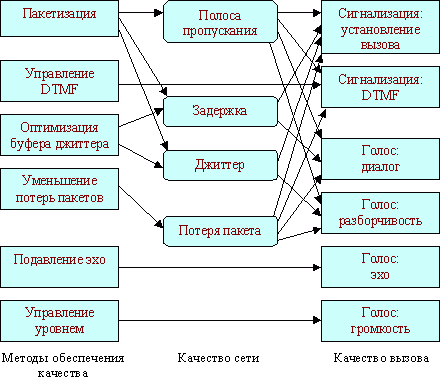 Пакетизация
Управление
DTMF
Оптимизация
буфера джиттера
Уменьшение
потерь пакетов
Подавление эхо
Управление
уровнем
Методы обеспечения
качества
Полоса
пропускания
Задержка
Джиттер
Потеря пакета
Качество сети
Сигнализация:
установление
вызова
Сигнализация:
DTMF
Голос:
диалог
Голос:
разборчивость
Голос:
эхо
Голос:
громкость
Качество вызова